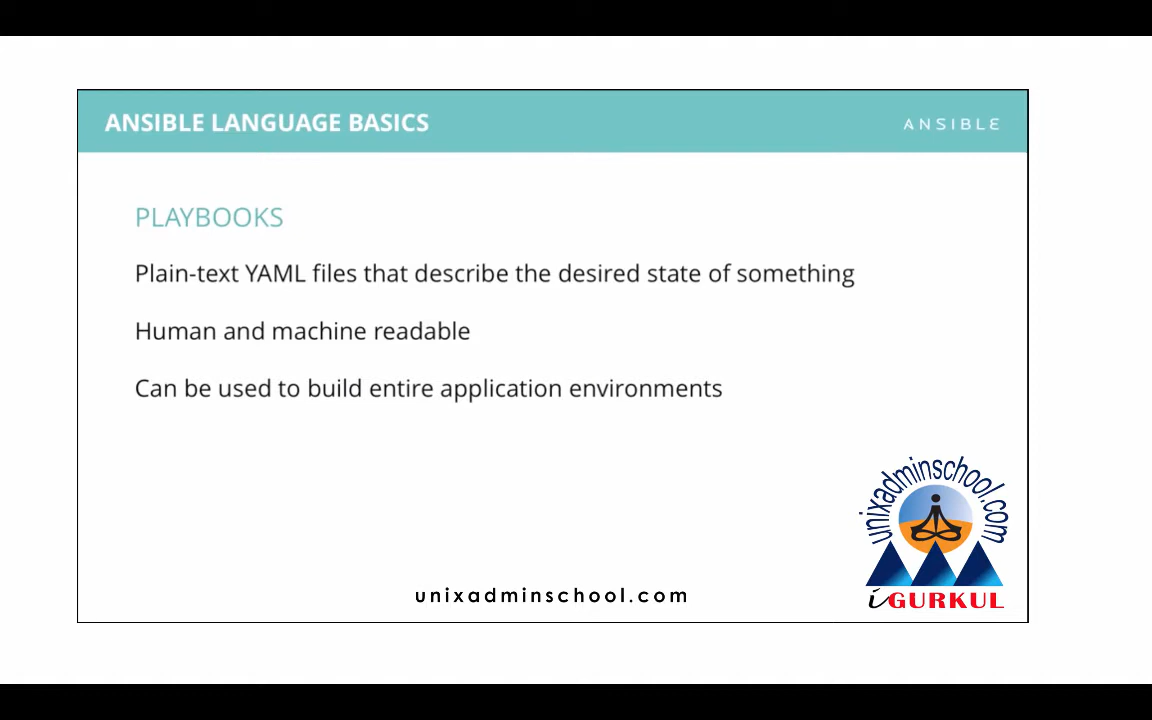 ANSIBLE LANGUAGE BASICS
ANSIBLE
PLAYBOOKS
Plain-text YAML files that describe the desired state of something
Human and machine readable
Can be used to build entire application environments
unixadminschool.com
unixadminschool.com
iGURKUL